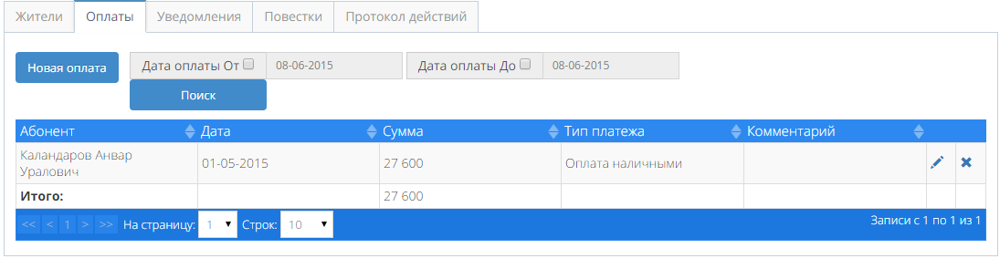 Жители Оплаты Уведомления Повестки Протокол действий
Новая оплата Дата оплаты От 08-06-2015 Дата оплаты До 08-06-2015
Поиск
Абонент Дата Сумма Тип платежа Комментарий
Каландаров Анвар
Уралович 01-05-2015 27 600 Оплата наличными
Итого: 27 600
<< < 1 > >> На страницу: 1 Строк: 10 Записи с 1 по 1 из 1